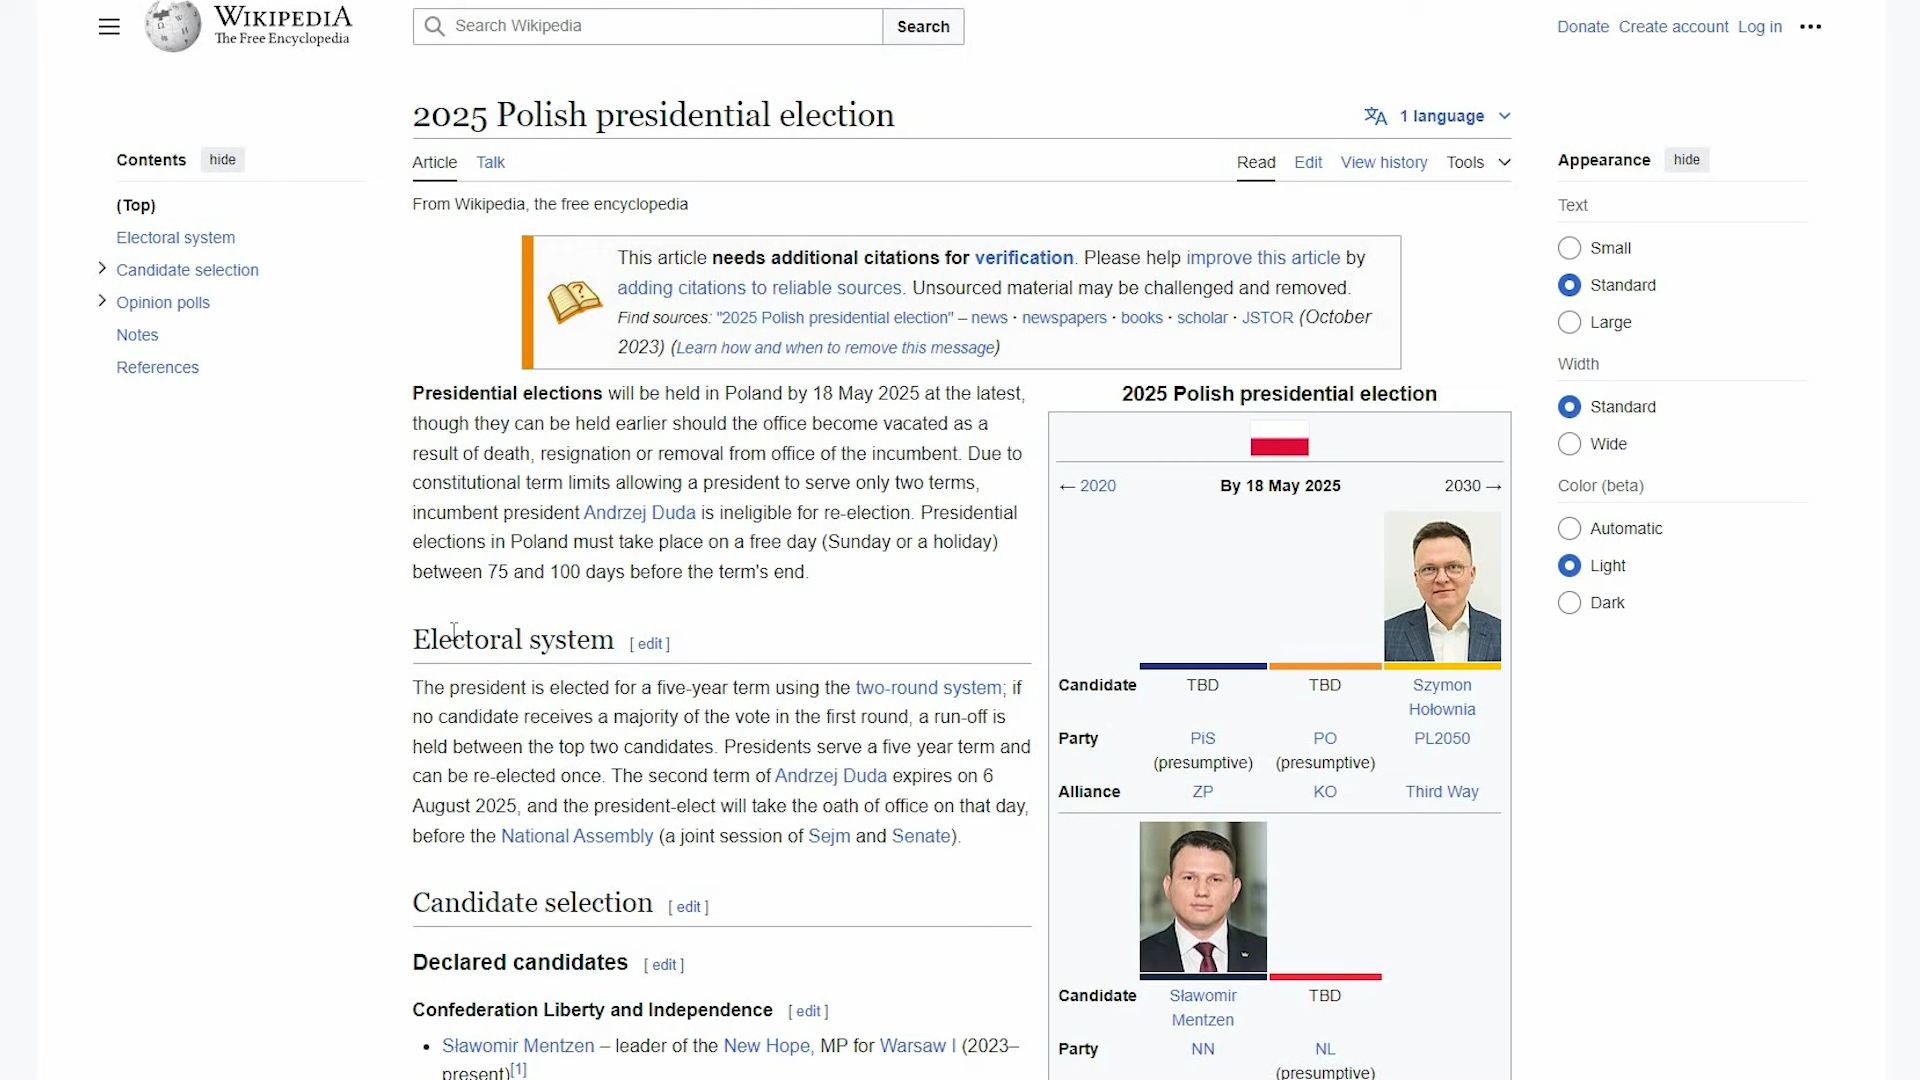 WIKIPEDIA
The Free Encyclopedia
Search Wikipedia
Search
Donate Create account Log in
2025 Polish presidential election
1 language
Contents hide
(Top)
Electoral system
Candidate selection
Opinion polls
Notes
References
Article Talk
Read Edit View history Tools
From Wikipedia, the free encyclopedia
This article needs additional citations for verification. Please help improve this article by
adding citations to reliable sources. Unsourced material may be challenged and removed.
Find sources: "2025 Polish presidential election" – news · newspapers · books · scholar · JSTOR (October
2023) (Learn how and when to remove this message)
Presidential elections will be held in Poland by 18 May 2025 at the latest,
though they can be held earlier should the office become vacated as a
result of death, resignation or removal from office of the incumbent. Due to
constitutional term limits allowing a president to serve only two terms,
incumbent president Andrzej Duda is ineligible for re-election. Presidential
elections in Poland must take place on a free day (Sunday or a holiday)
between 75 and 100 days before the term's end.
Electoral system [ edit ]
The president is elected for a five-year term using the two-round system; if
no candidate receives a majority of the vote in the first round, a run-off is
held between the top two candidates. Presidents serve a five year term and
can be re-elected once. The second term of Andrzej Duda expires on 6
August 2025, and the president-elect will take the oath of office on that day,
before the National Assembly (a joint session of Sejm and Senate).
Candidate selection [ edit ]
Declared candidates [ edit ]
Confederation Liberty and Independence [ edit ]
• Sławomir Mentzen – leader of the New Hope, MP for Warsaw I (2023–
present)[1]
2025 Polish presidential election
← 2020 By 18 May 2025 2030 →
Candidate TBD TBD Szymon
Hołownia
Party PiS PO PL2050
(presumptive) (presumptive)
Alliance ZP KO Third Way
Candidate Sławomir TBD
Mentzen
Party NN NL
(presumptive)
Appearance hide
Text
Small
Standard
Large
Width
Standard
Wide
Color (beta)
Automatic
Light
Dark